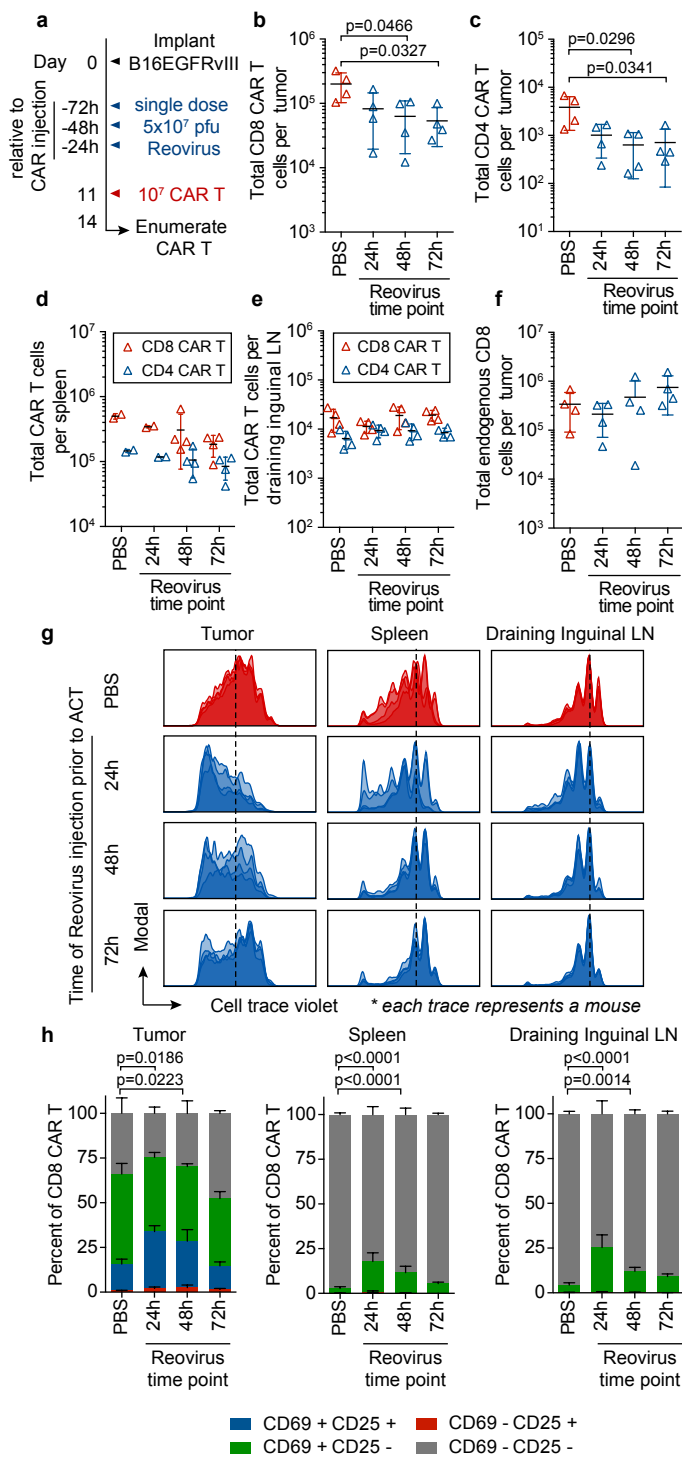 a
Day
0
Implant
B16EGFRvIII
relative to
CAR injection
-72h
-48h
-24h
single dose
5x10⁷ pfu
Reovirus
11
10⁷ CAR T
14
Enumerate
CAR T
b
p=0.0466
p=0.0327
Total CD8 CAR T
cells per tumor
10⁶
10⁵
10⁴
10³
PBS
24h
48h
72h
Reovirus
time point
c
p=0.0296
p=0.0341
Total CD4 CAR T
cells per tumor
10⁵
10⁴
10³
10²
10¹
PBS
24h
48h
72h
Reovirus
time point
d
Total CAR T cells
per spleen
10⁷
10⁶
10⁵
10⁴
CD8 CAR T
CD4 CAR T
PBS
24h
48h
72h
Reovirus
time point
e
Total CAR T cells per
draining inguinal LN
10⁶
10⁵
10⁴
10³
10²
CD8 CAR T
CD4 CAR T
PBS
24h
48h
72h
Reovirus
time point
f
Total endogenous CD8
cells per tumor
10⁷
10⁶
10⁵
10⁴
10³
PBS
24h
48h
72h
Reovirus
time point
g
Tumor
Spleen
Draining Inguinal LN
Time of Reovirus injection prior to ACT
PBS
24h
48h
72h
Modal
Cell trace violet
* each trace represents a mouse
h
Tumor
p=0.0186
p=0.0223
Percent of CD8 CAR T
100
75
50
25
0
PBS
24h
48h
72h
Reovirus
time point
Spleen
p<0.0001
p<0.0001
Percent of CD8 CAR T
100
75
50
25
0
PBS
24h
48h
72h
Reovirus
time point
Draining Inguinal LN
p<0.0001
p=0.0014
Percent of CD8 CAR T
100
75
50
25
0
PBS
24h
48h
72h
Reovirus
time point
CD69 + CD25 +
CD69 - CD25 +
CD69 + CD25 -
CD69 - CD25 -